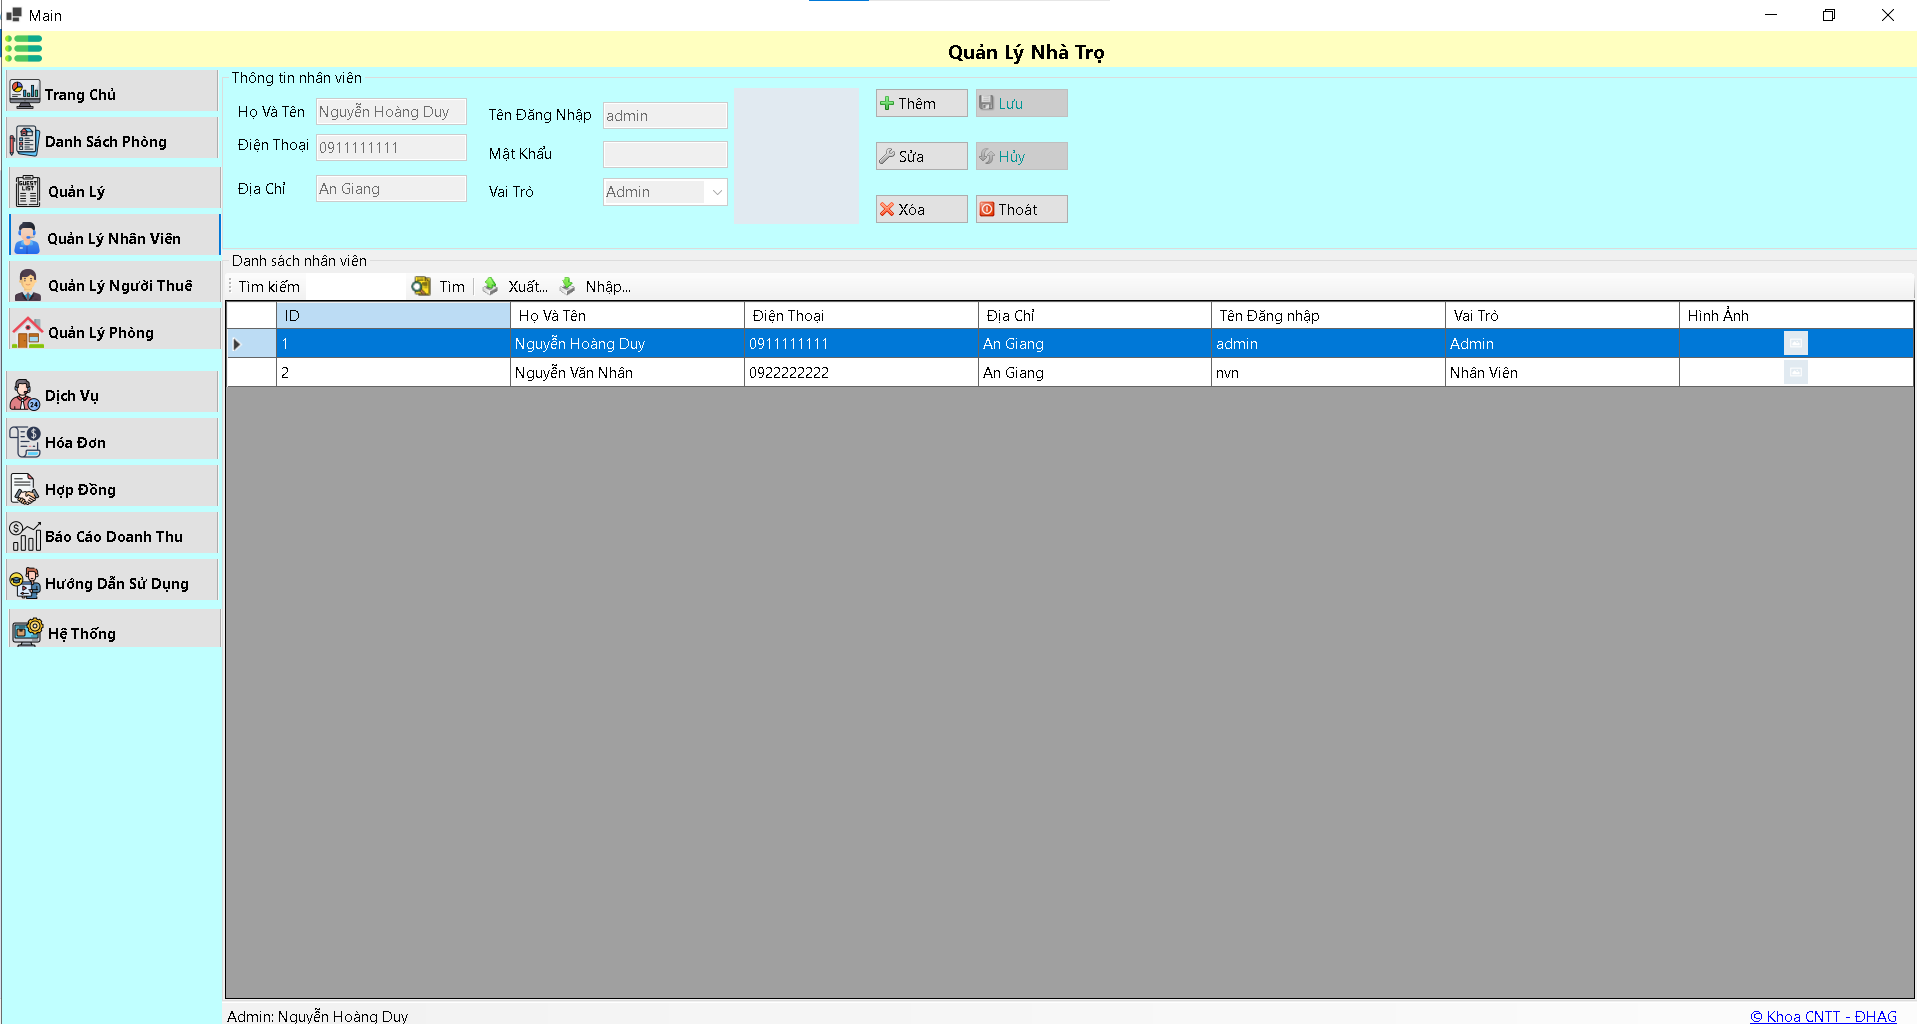 Main
Quản Lý Nhà Trọ
Trang Chủ
Danh Sách Phòng
Quản Lý
Quản Lý Nhân Viên
Quản Lý Người Thuê
Quản Lý Phòng
Dịch Vụ
Hóa Đơn
Hợp Đồng
Báo Cáo Doanh Thu
Hướng Dẫn Sử Dụng
Hệ Thống
Thông tin nhân viên
Họ Và Tên Nguyễn Hoàng Duy
Điện Thoại 0911111111
Địa Chỉ An Giang
Tên Đăng Nhập admin
Mật Khẩu
Vai Trò Admin
Thêm Lưu
Sửa Hủy
Xóa Thoát
Danh sách nhân viên
Tìm kiếm Tìm Xuất... Nhập...
ID Họ Và Tên Điện Thoại Địa Chỉ Tên Đăng nhập Vai Trò Hình Ảnh
1 Nguyễn Hoàng Duy 0911111111 An Giang admin Admin
2 Nguyễn Văn Nhân 0922222222 An Giang nvn Nhân Viên
Admin: Nguyễn Hoàng Duy
© Khoa CNTT - ĐHAG